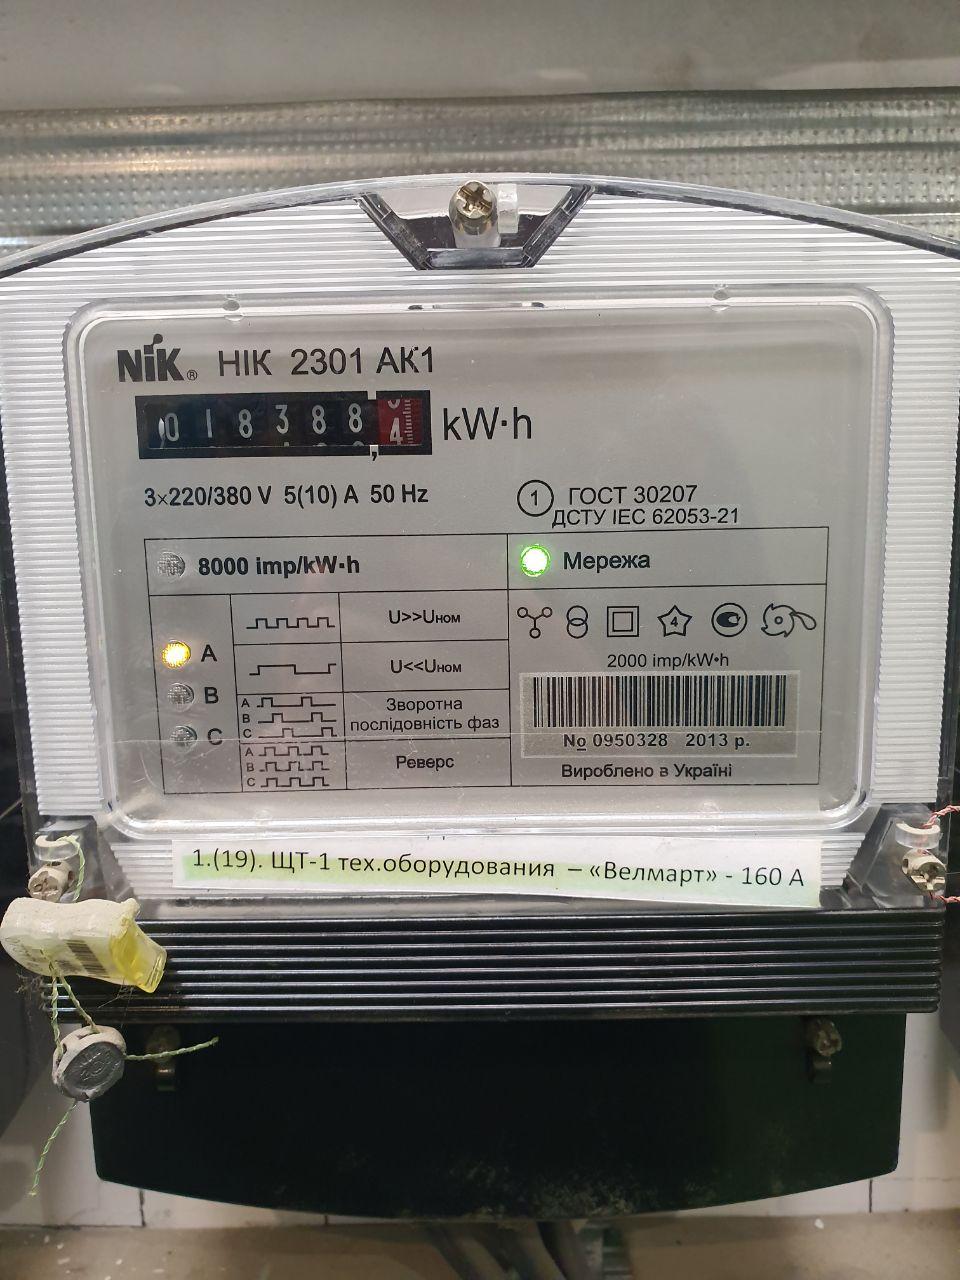 NiK® НІК 2301 АК1
018388,4 kW·h
3×220/380 V 5(10) A 50 Hz
1 ГОСТ 30207
ДСТУ IEC 62053-21
8000 imp/kW•h
Мережа
A
B
C
U>>Uном
U<<Uном
A
B
C
Зворотна
послідовність фаз
A
B
C
Реверс
4
2000 imp/kW•h
№ 0950328 2013 р.
Вироблено в Україні
1.(19). ЩТ-1 тех.оборудования – «Велмарт» - 160 А